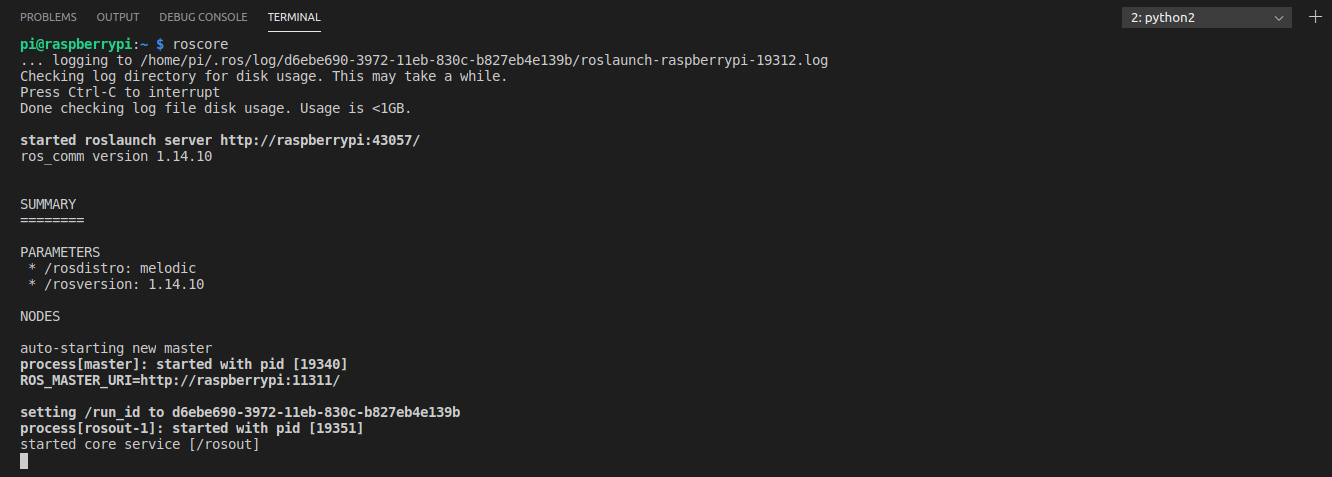 PROBLEMS OUTPUT DEBUG CONSOLE TERMINAL 2: python2
pi@raspberrypi:~ $ roscore
... logging to /home/pi/.ros/log/d6ebe690-3972-11eb-830c-b827eb4e139b/roslaunch-raspberrypi-19312.log
Checking log directory for disk usage. This may take a while.
Press Ctrl-C to interrupt
Done checking log file disk usage. Usage is <1GB.
started roslaunch server http://raspberrypi:43057/
ros_comm version 1.14.10
SUMMARY
========
PARAMETERS
* /rosdistro: melodic
* /rosversion: 1.14.10
NODES
auto-starting new master
process[master]: started with pid [19340]
ROS_MASTER_URI=http://raspberrypi:11311/
setting /run_id to d6ebe690-3972-11eb-830c-b827eb4e139b
process[rosout-1]: started with pid [19351]
started core service [/rosout]